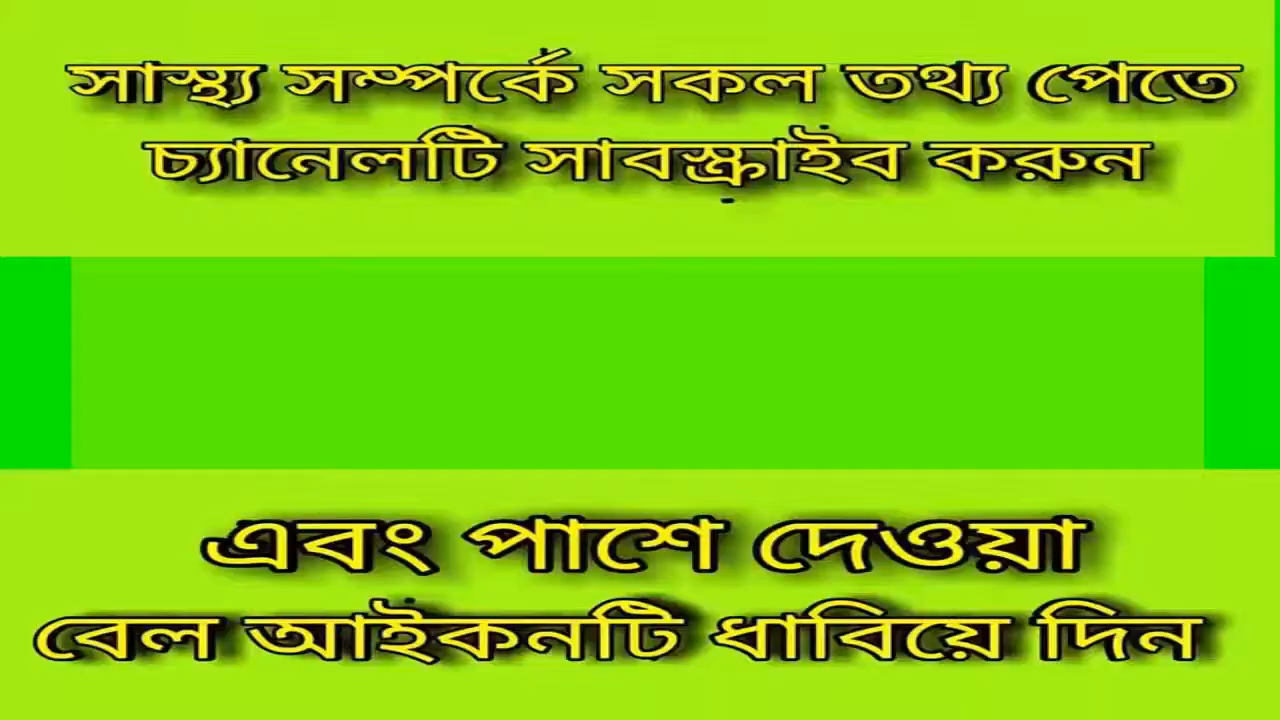 সাস্থ্য সম্পর্কে সকল তথ্য পেতে
চ্যানেলটি সাবস্ক্রাইব করুন
এবং পাশে দেওয়া
বেল আইকনটি ধাবিয়ে দিন